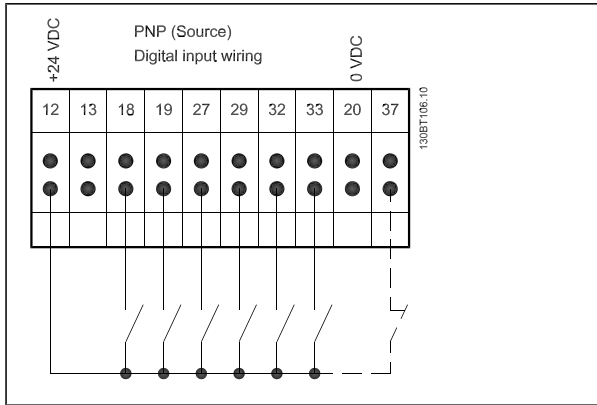 PNP (Source)
Digital input wiring
+24 VDC
0 VDC
12 13 18 19 27 29 32 33 20 37
130BT106.10